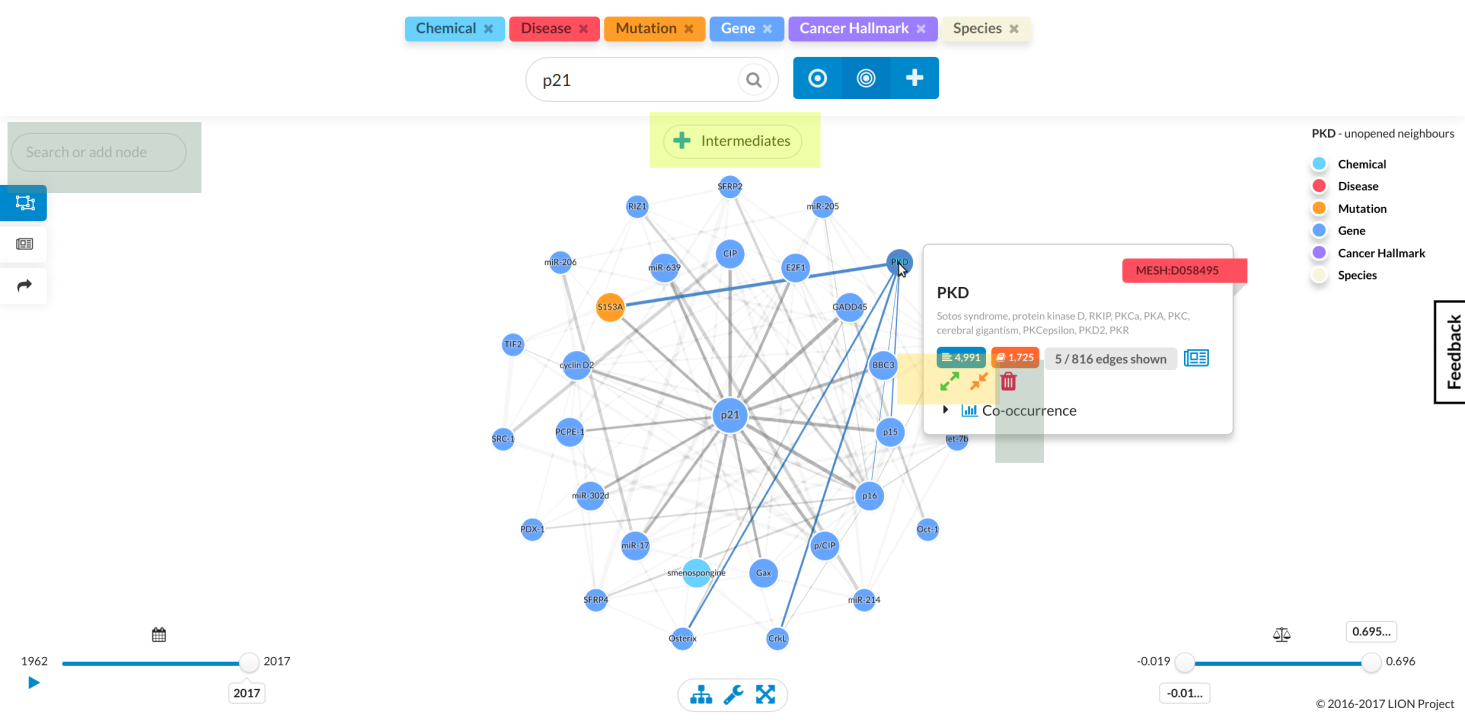 Chemical × Disease × Mutation × Gene × Cancer Hallmark × Species ×
p21
Search or add node
Intermediates
PKD - unopened neighbours
Chemical
Disease
Mutation
Gene
Cancer Hallmark
Species
SFRP2
RIZ1
miR-205
CIP
miR-206
miR-639
E2F1
PKD
S153A
GADD45
TIF2
cyclin D2
BBC3
p21
SRC-1
PCPE-1
p15
let-7b
miR-302d
p16
PDX-1
Oct-1
miR-17
p/CIP
smenospongine
Gax
SFRP4
miR-214
Osterix
CrkL
MESH:D058495
PKD
Sotos syndrome, protein kinase D, RKIP, PKCa, PKA, PKC,
cerebral gigantism, PKCepsilon, PKD2, PKR
4,991 1,725 5 / 816 edges shown
Co-occurrence
Feedback
1962
2017
2017
0.695...
-0.019
0.696
-0.01...
© 2016-2017 LION Project